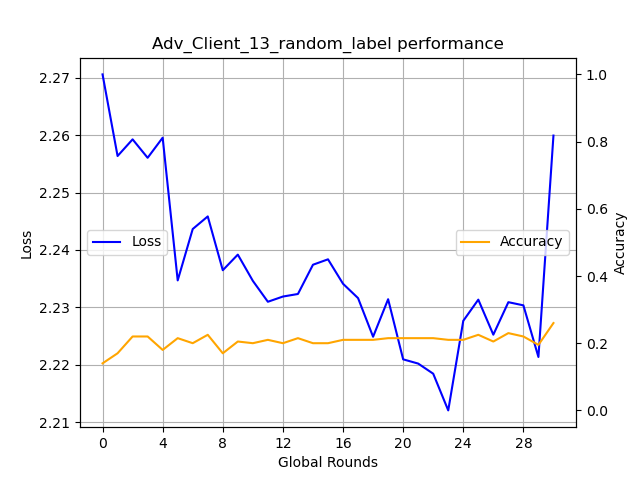 Adv_Client_13_random_label performance
2.27
2.26
2.25
2.24
2.23
2.22
2.21
Loss
Loss
Accuracy
1.0
0.8
0.6
0.4
0.2
0.0
Accuracy
0 4 8 12 16 20 24 28
Global Rounds